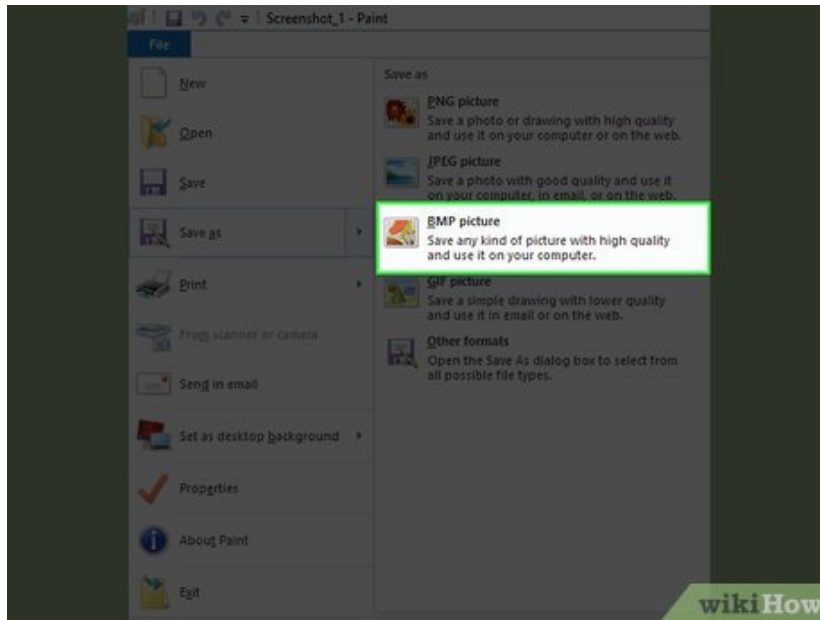 Screenshot_1 - Paint
File
New
Open
Save
Save as
Print
From scanner or camera
Send in email
Set as desktop background
Properties
About Paint
Exit
Save as
PNG picture
Save a photo or drawing with high quality
and use it on your computer or on the web.
JPEG picture
Save a photo with good quality and use it
on your computer, in email, or on the web.
BMP picture
Save any kind of picture with high quality
and use it on your computer.
GIF picture
Save a simple drawing with lower quality
and use it in email or on the web.
Other formats
Open the Save As dialog box to select from
all possible file types.
wikiHow